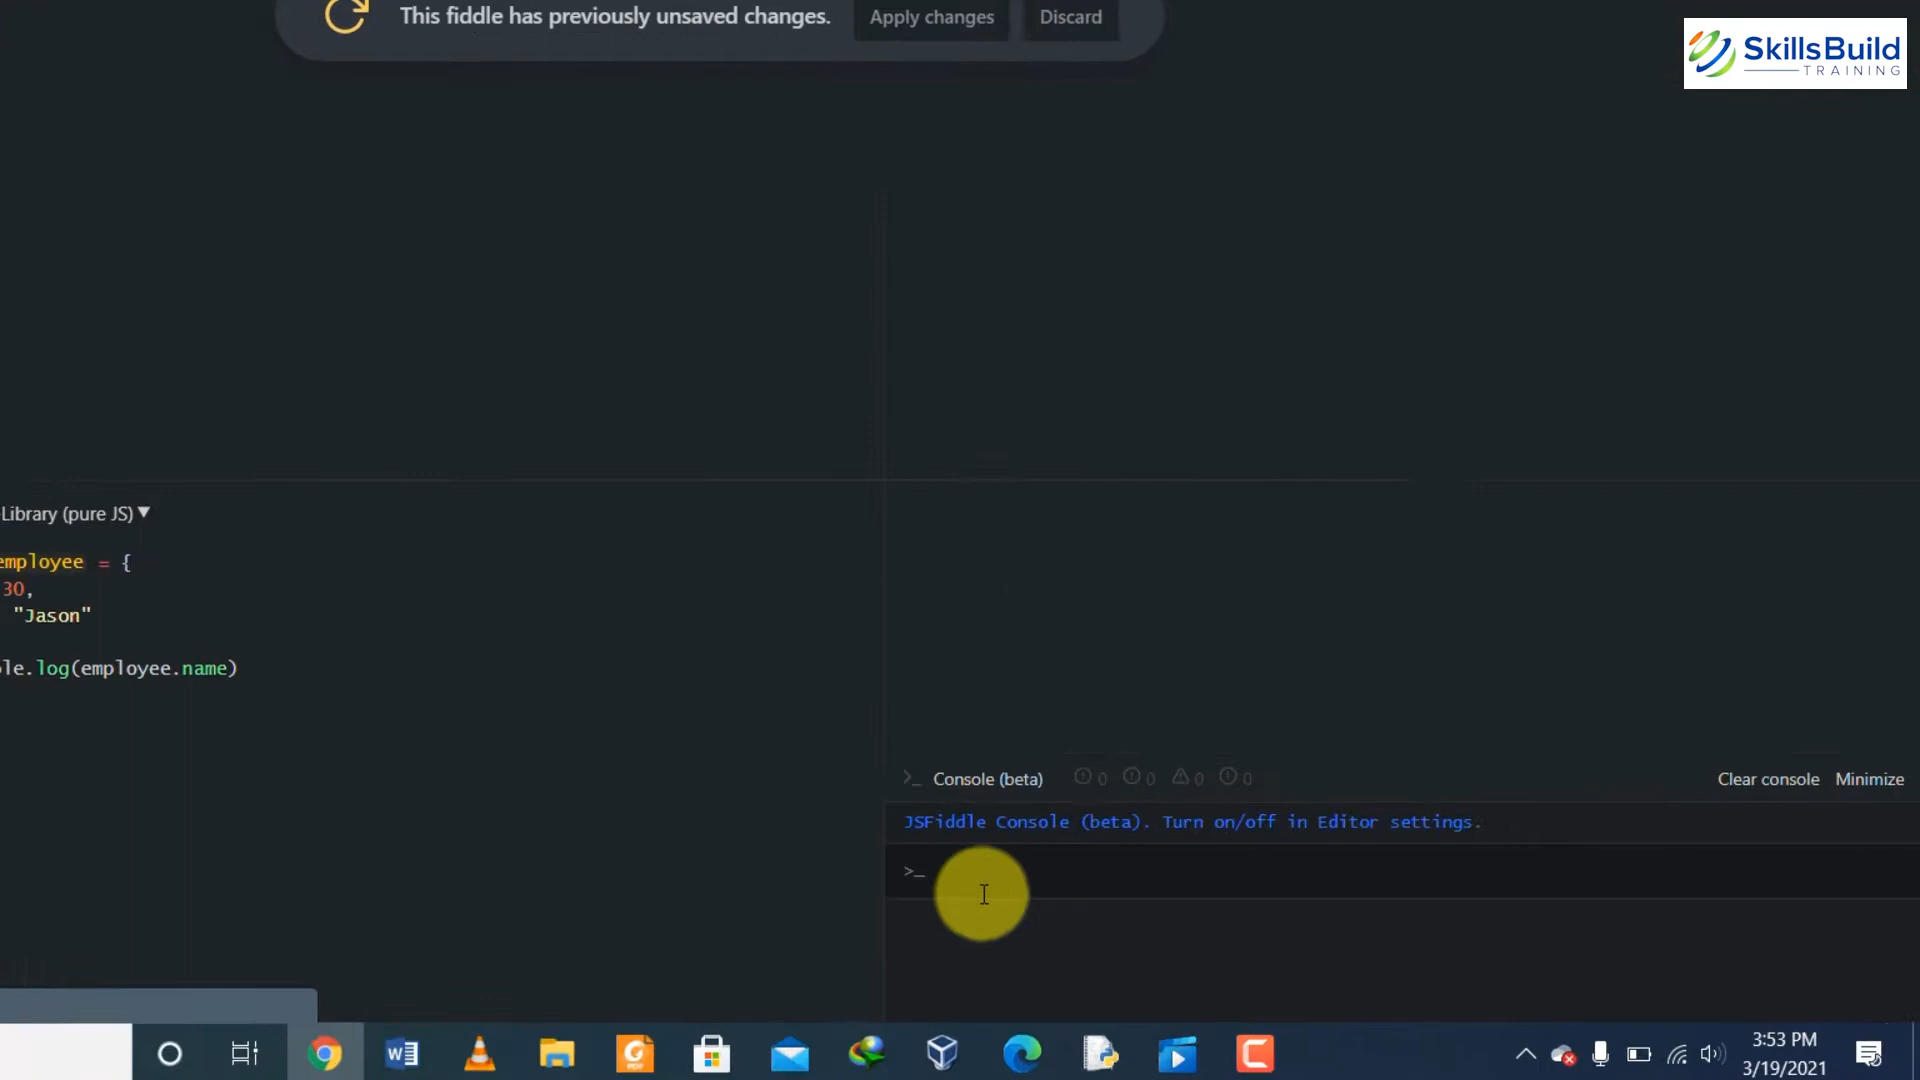 This fiddle has previously unsaved changes. Apply changes Discard
SkillsBuild
TRAINING
Library (pure JS)
employee = {
30,
"Jason"
le.log(employee.name)
>_ Console (beta) 0 0 0 0 Clear console Minimize
JSFiddle Console (beta). Turn on/off in Editor settings.
>_
3:53 PM
3/19/2021